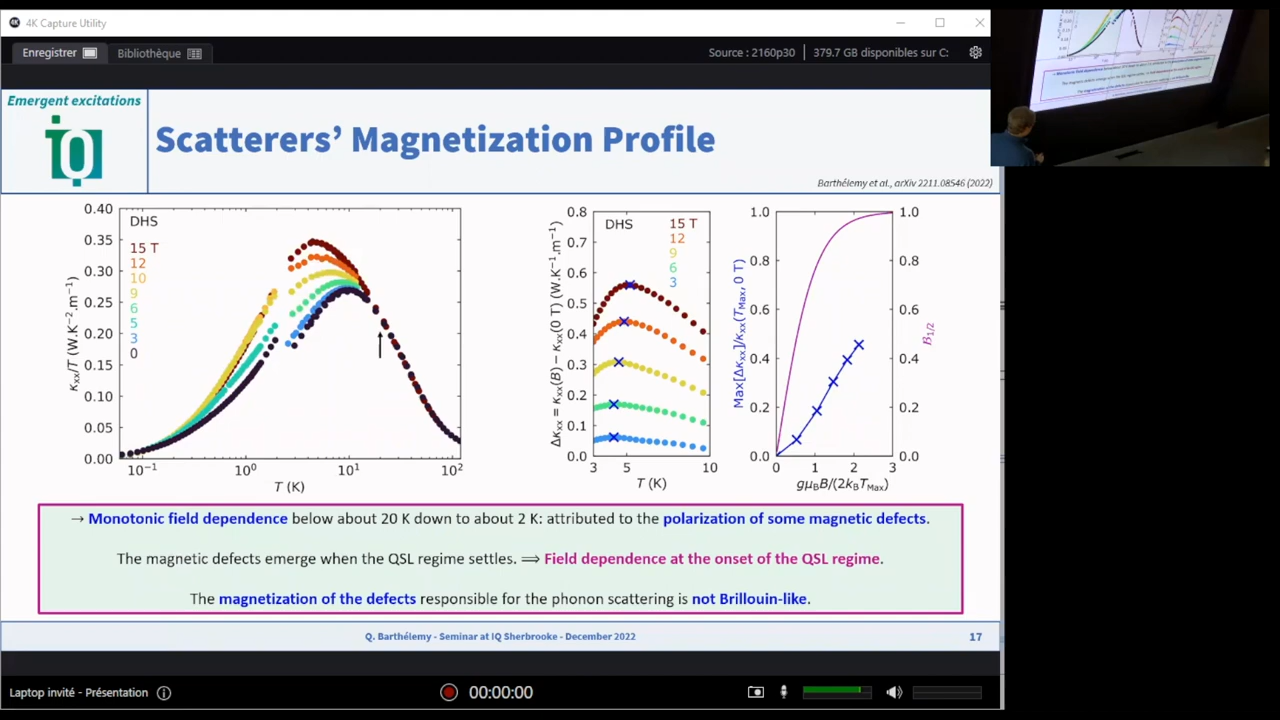 4K Capture Utility
Enregistrer
Bibliothèque
Source : 2160p30
379.7 GB disponibles sur C:
Emergent excitations
iQ
Scatterers’ Magnetization Profile
Barthélemy et al., arXiv 2211.08546 (2022)
κxx/T (W.K⁻².m⁻¹)
0.40
0.35
0.30
0.25
0.20
0.15
0.10
0.05
0.00
DHS
15 T
12
10
9
6
5
3
0
10⁻¹
10⁰
10¹
10²
T (K)
Δκxx = κxx(B) − κxx(0 T) (W.K⁻¹.m⁻¹)
0.8
0.7
0.6
0.5
0.4
0.3
0.2
0.1
0.0
DHS
15 T
12
9
6
3
3
5
10
T (K)
Max[Δκxx]/κxx(TMax, 0 T)
1.0
0.8
0.6
0.4
0.2
0.0
0
1
2
3
gμBB/(2kBTMax)
1.0
0.8
0.6
0.4
0.2
0.0
B1/2
→ Monotonic field dependence below about 20 K down to about 2 K: attributed to the polarization of some magnetic defects.
The magnetic defects emerge when the QSL regime settles. ⟹ Field dependence at the onset of the QSL regime.
The magnetization of the defects responsible for the phonon scattering is not Brillouin-like.
Q. Barthélemy - Seminar at IQ Sherbrooke - December 2022
17
Laptop invité - Présentation
00:00:00